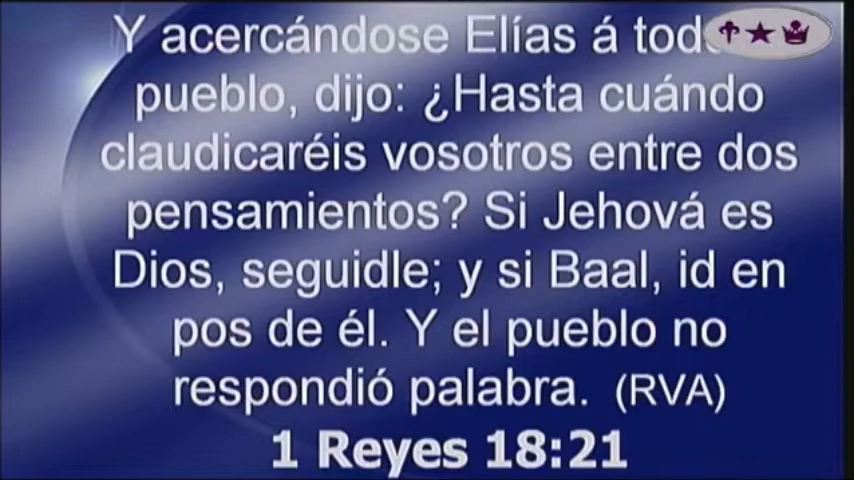 Y acercándose Elías á tod
pueblo, dijo: ¿Hasta cuándo
claudicaréis vosotros entre dos
pensamientos? Si Jehová es
Dios, seguidle; y si Baal, id en
pos de él. Y el pueblo no
respondió palabra. (RVA)
1 Reyes 18:21